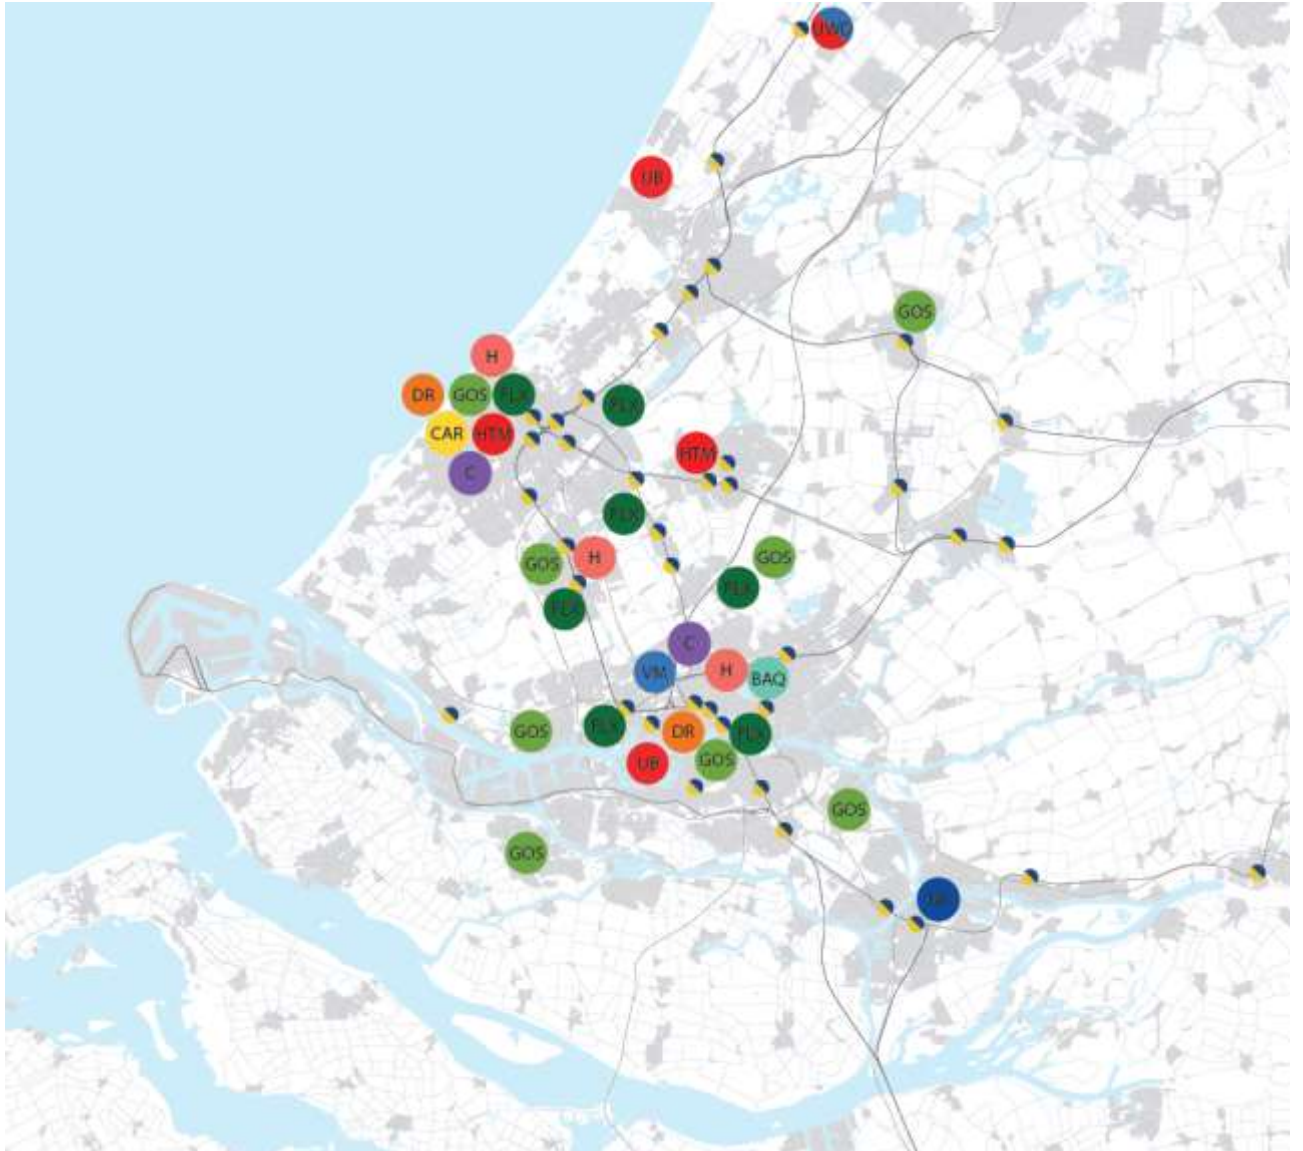 UWC
UB
GOS
H
DR GOS FLX
FLX
CAR HTM
HTM
C
FLX
GOS H
GOS
FLX
FLX
C
VM H BAQ
GOS FLX DR FLX
UB GOS
GOS
GOS